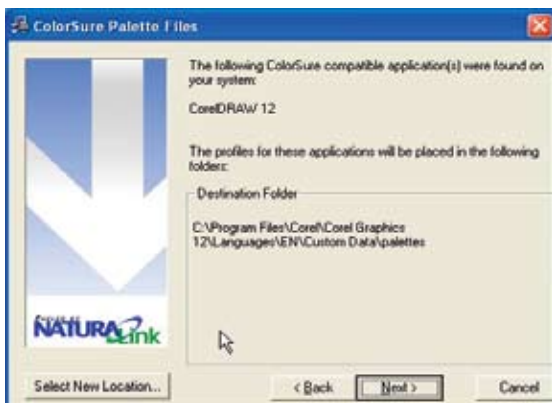 ColorSure Palette Files
The following ColorSure compatible application(s) were found on
your system:
CorelDRAW 12
The profiles for these applications will be placed in the following
folders:
Destination Folder
C:\Program Files\Corel\Corel Graphics
12\Languages\EN\Custom Data\palettes
NATURALink
Select New Location...
< Back
Next >
Cancel